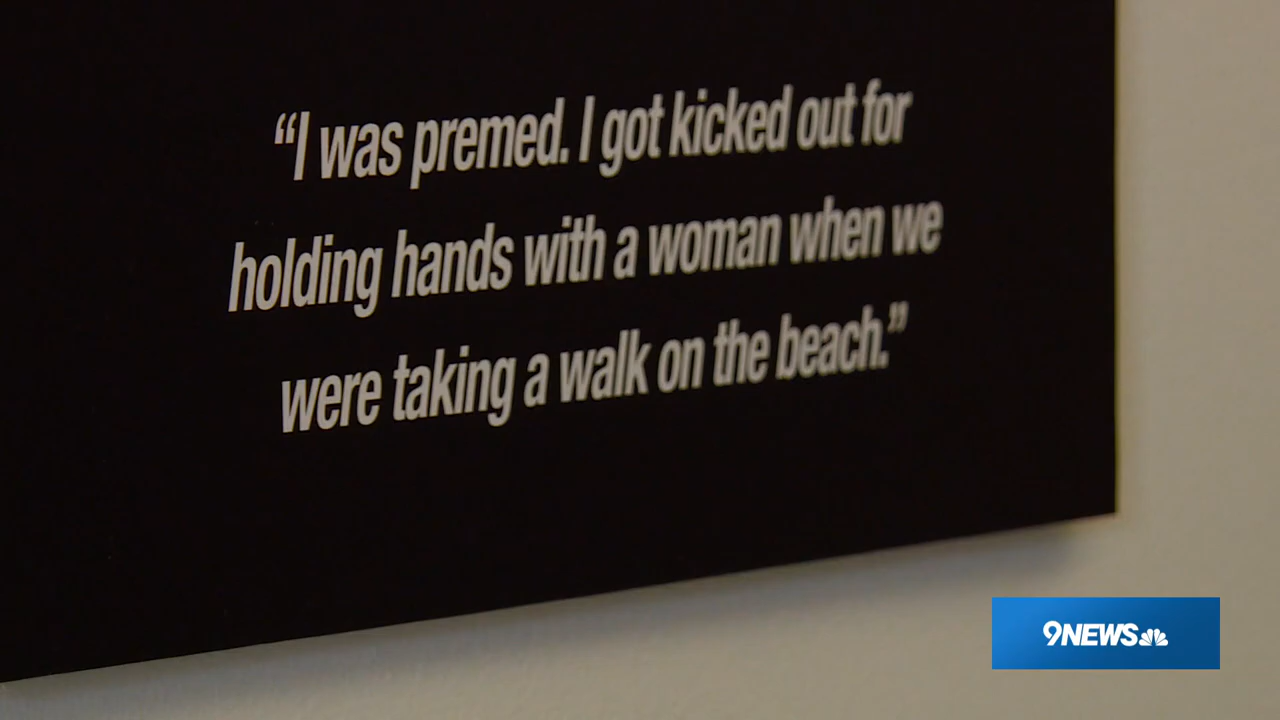 “I was premed. I got kicked out for
holding hands with a woman when we
were taking a walk on the beach.”
9NEWS